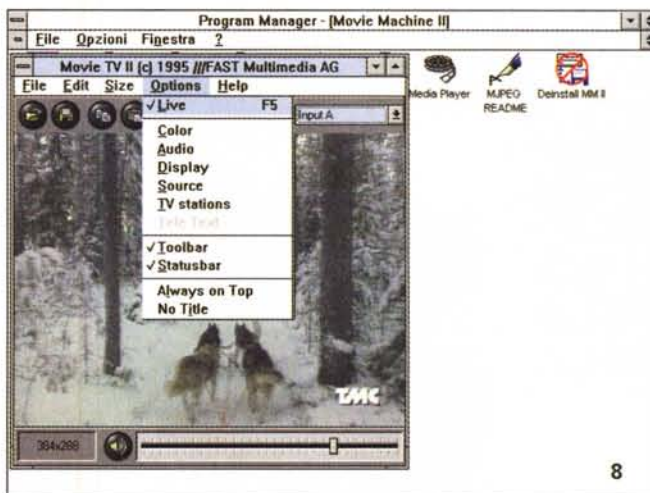 Program Manager - [Movie Machine II]
File Opzioni Finestra ?
Movie TV II (c) 1995 ///FAST Multimedia AG
File Edit Size Options Help
Media Player
MJPEG README
Deinstall MM II
Input A
✓Live F5
Color
Audio
Display
Source
TV stations
Tele Text
✓Toolbar
✓Statusbar
Always on Top
No Title
TMC
384x288
8